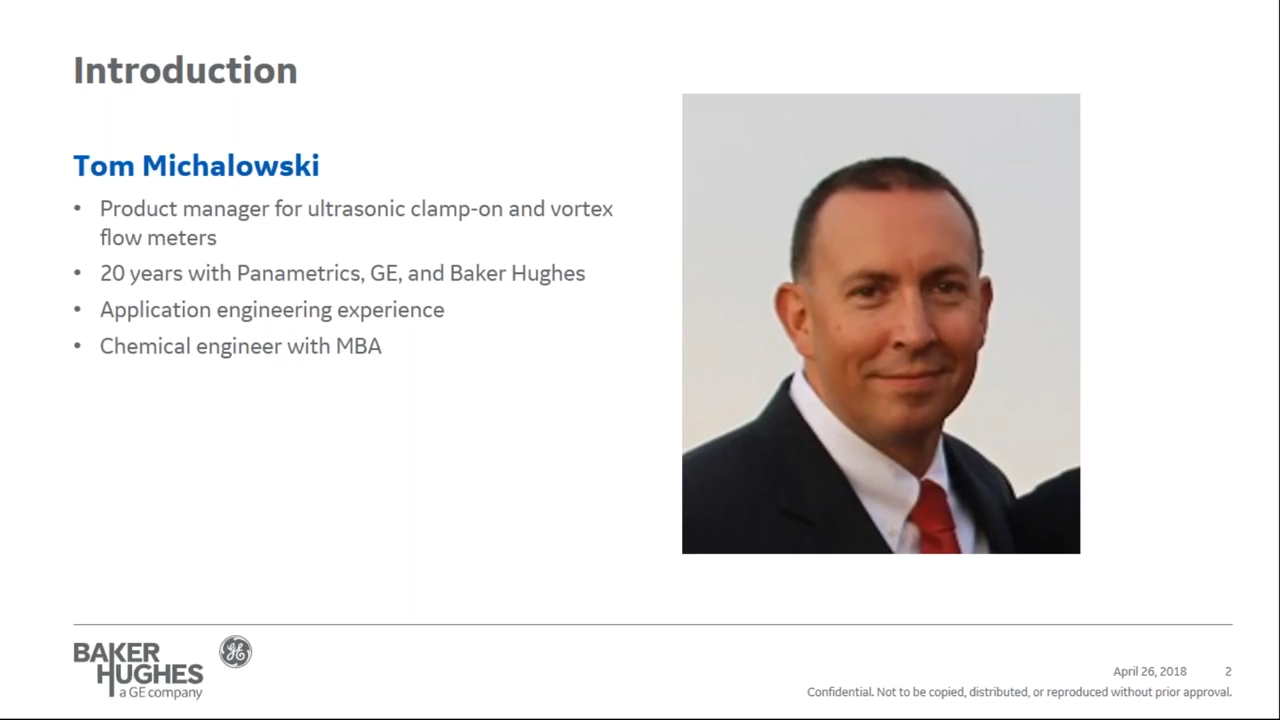 Introduction
Tom Michalowski
• Product manager for ultrasonic clamp-on and vortex
flow meters
• 20 years with Panametrics, GE, and Baker Hughes
• Application engineering experience
• Chemical engineer with MBA
BAKER
HUGHES
a GE company
GE
April 26, 2018 2
Confidential. Not to be copied, distributed, or reproduced without prior approval.